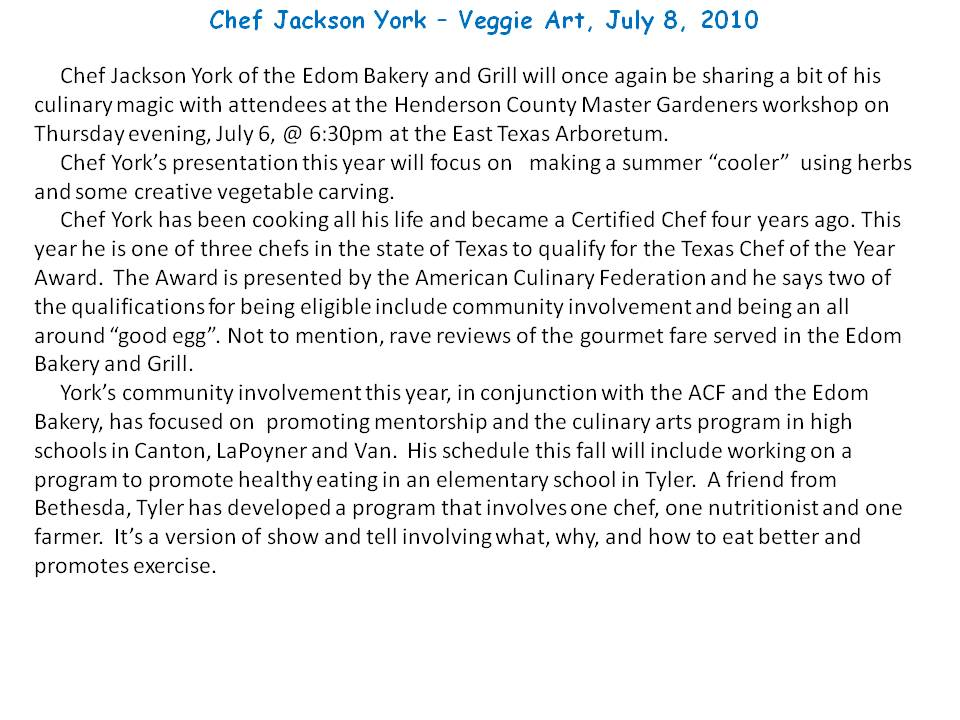 Chef Jackson York – Veggie Art, July 8, 2010
Chef Jackson York of the Edom Bakery and Grill will once again be sharing a bit of his
culinary magic with attendees at the Henderson County Master Gardeners workshop on
Thursday evening, July 6, @ 6:30pm at the East Texas Arboretum.
Chef York’s presentation this year will focus on making a summer “cooler” using herbs
and some creative vegetable carving.
Chef York has been cooking all his life and became a Certified Chef four years ago. This
year he is one of three chefs in the state of Texas to qualify for the Texas Chef of the Year
Award. The Award is presented by the American Culinary Federation and he says two of
the qualifications for being eligible include community involvement and being an all
around “good egg”. Not to mention, rave reviews of the gourmet fare served in the Edom
Bakery and Grill.
York’s community involvement this year, in conjunction with the ACF and the Edom
Bakery, has focused on promoting mentorship and the culinary arts program in high
schools in Canton, LaPoyner and Van. His schedule this fall will include working on a
program to promote healthy eating in an elementary school in Tyler. A friend from
Bethesda, Tyler has developed a program that involves one chef, one nutritionist and one
farmer. It’s a version of show and tell involving what, why, and how to eat better and
promotes exercise.